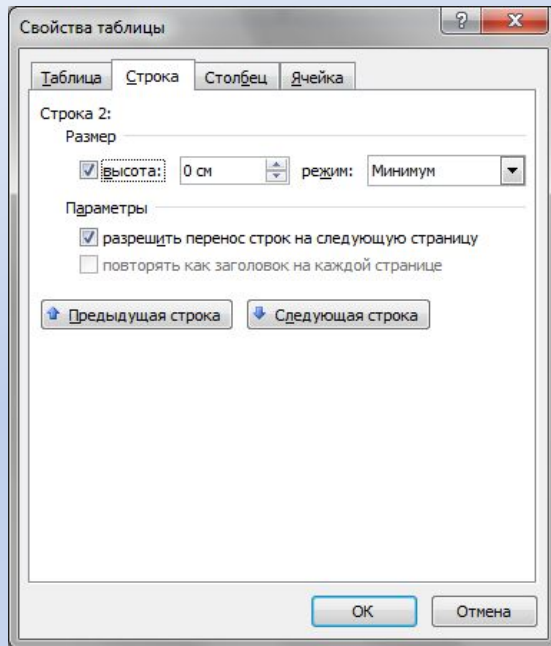 Свойства таблицы
Таблица Строка Столбец Ячейка
Строка 2:
Размер
высота: 0 см режим: Минимум
Параметры
разрешить перенос строк на следующую страницу
повторять как заголовок на каждой странице
Предыдущая строка Следующая строка
ОК Отмена